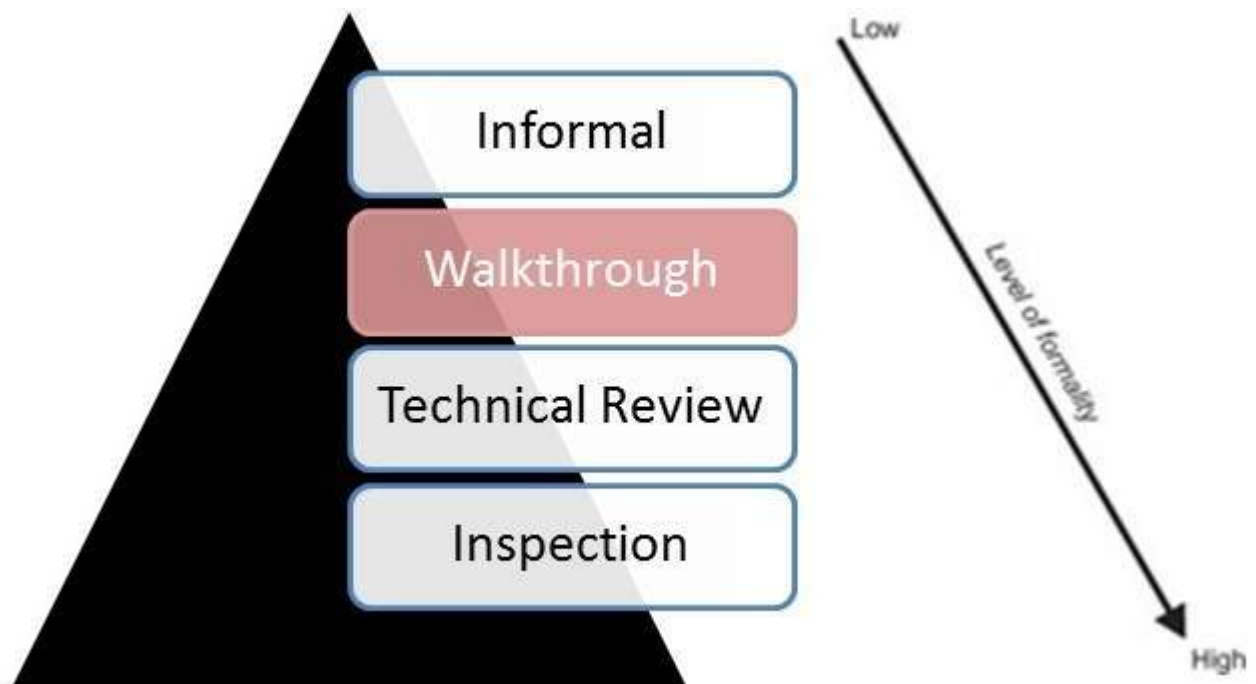 Low
Informal
Walkthrough
Level of formality
Technical Review
Inspection
High